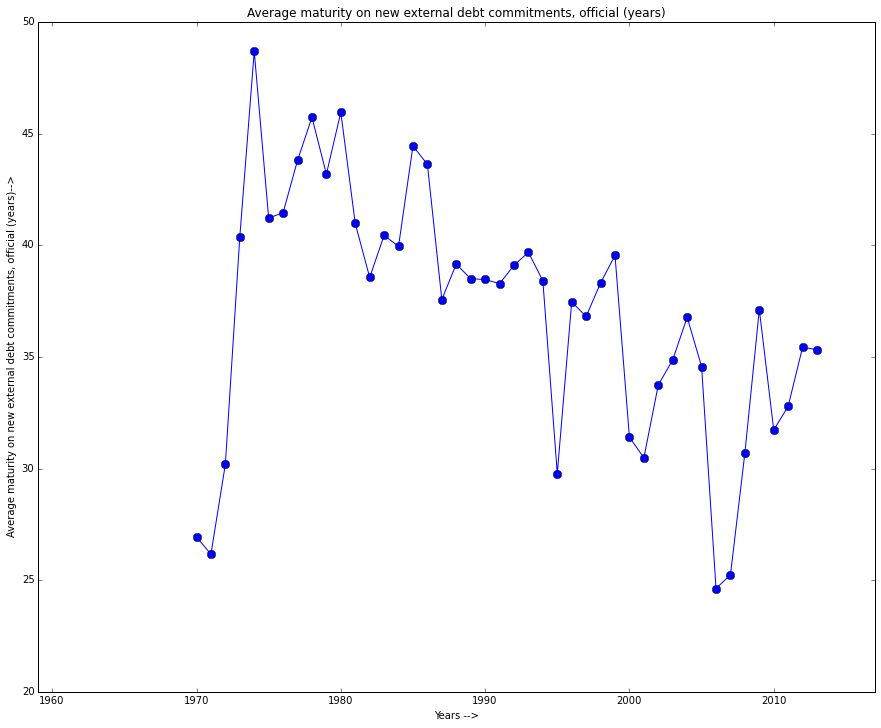 Average maturity on new external debt commitments, official (years)
50
45
40
35
30
25
20
Average maturity on new external debt commitments, official (years)-->
1960 1970 1980 1990 2000 2010
Years -->